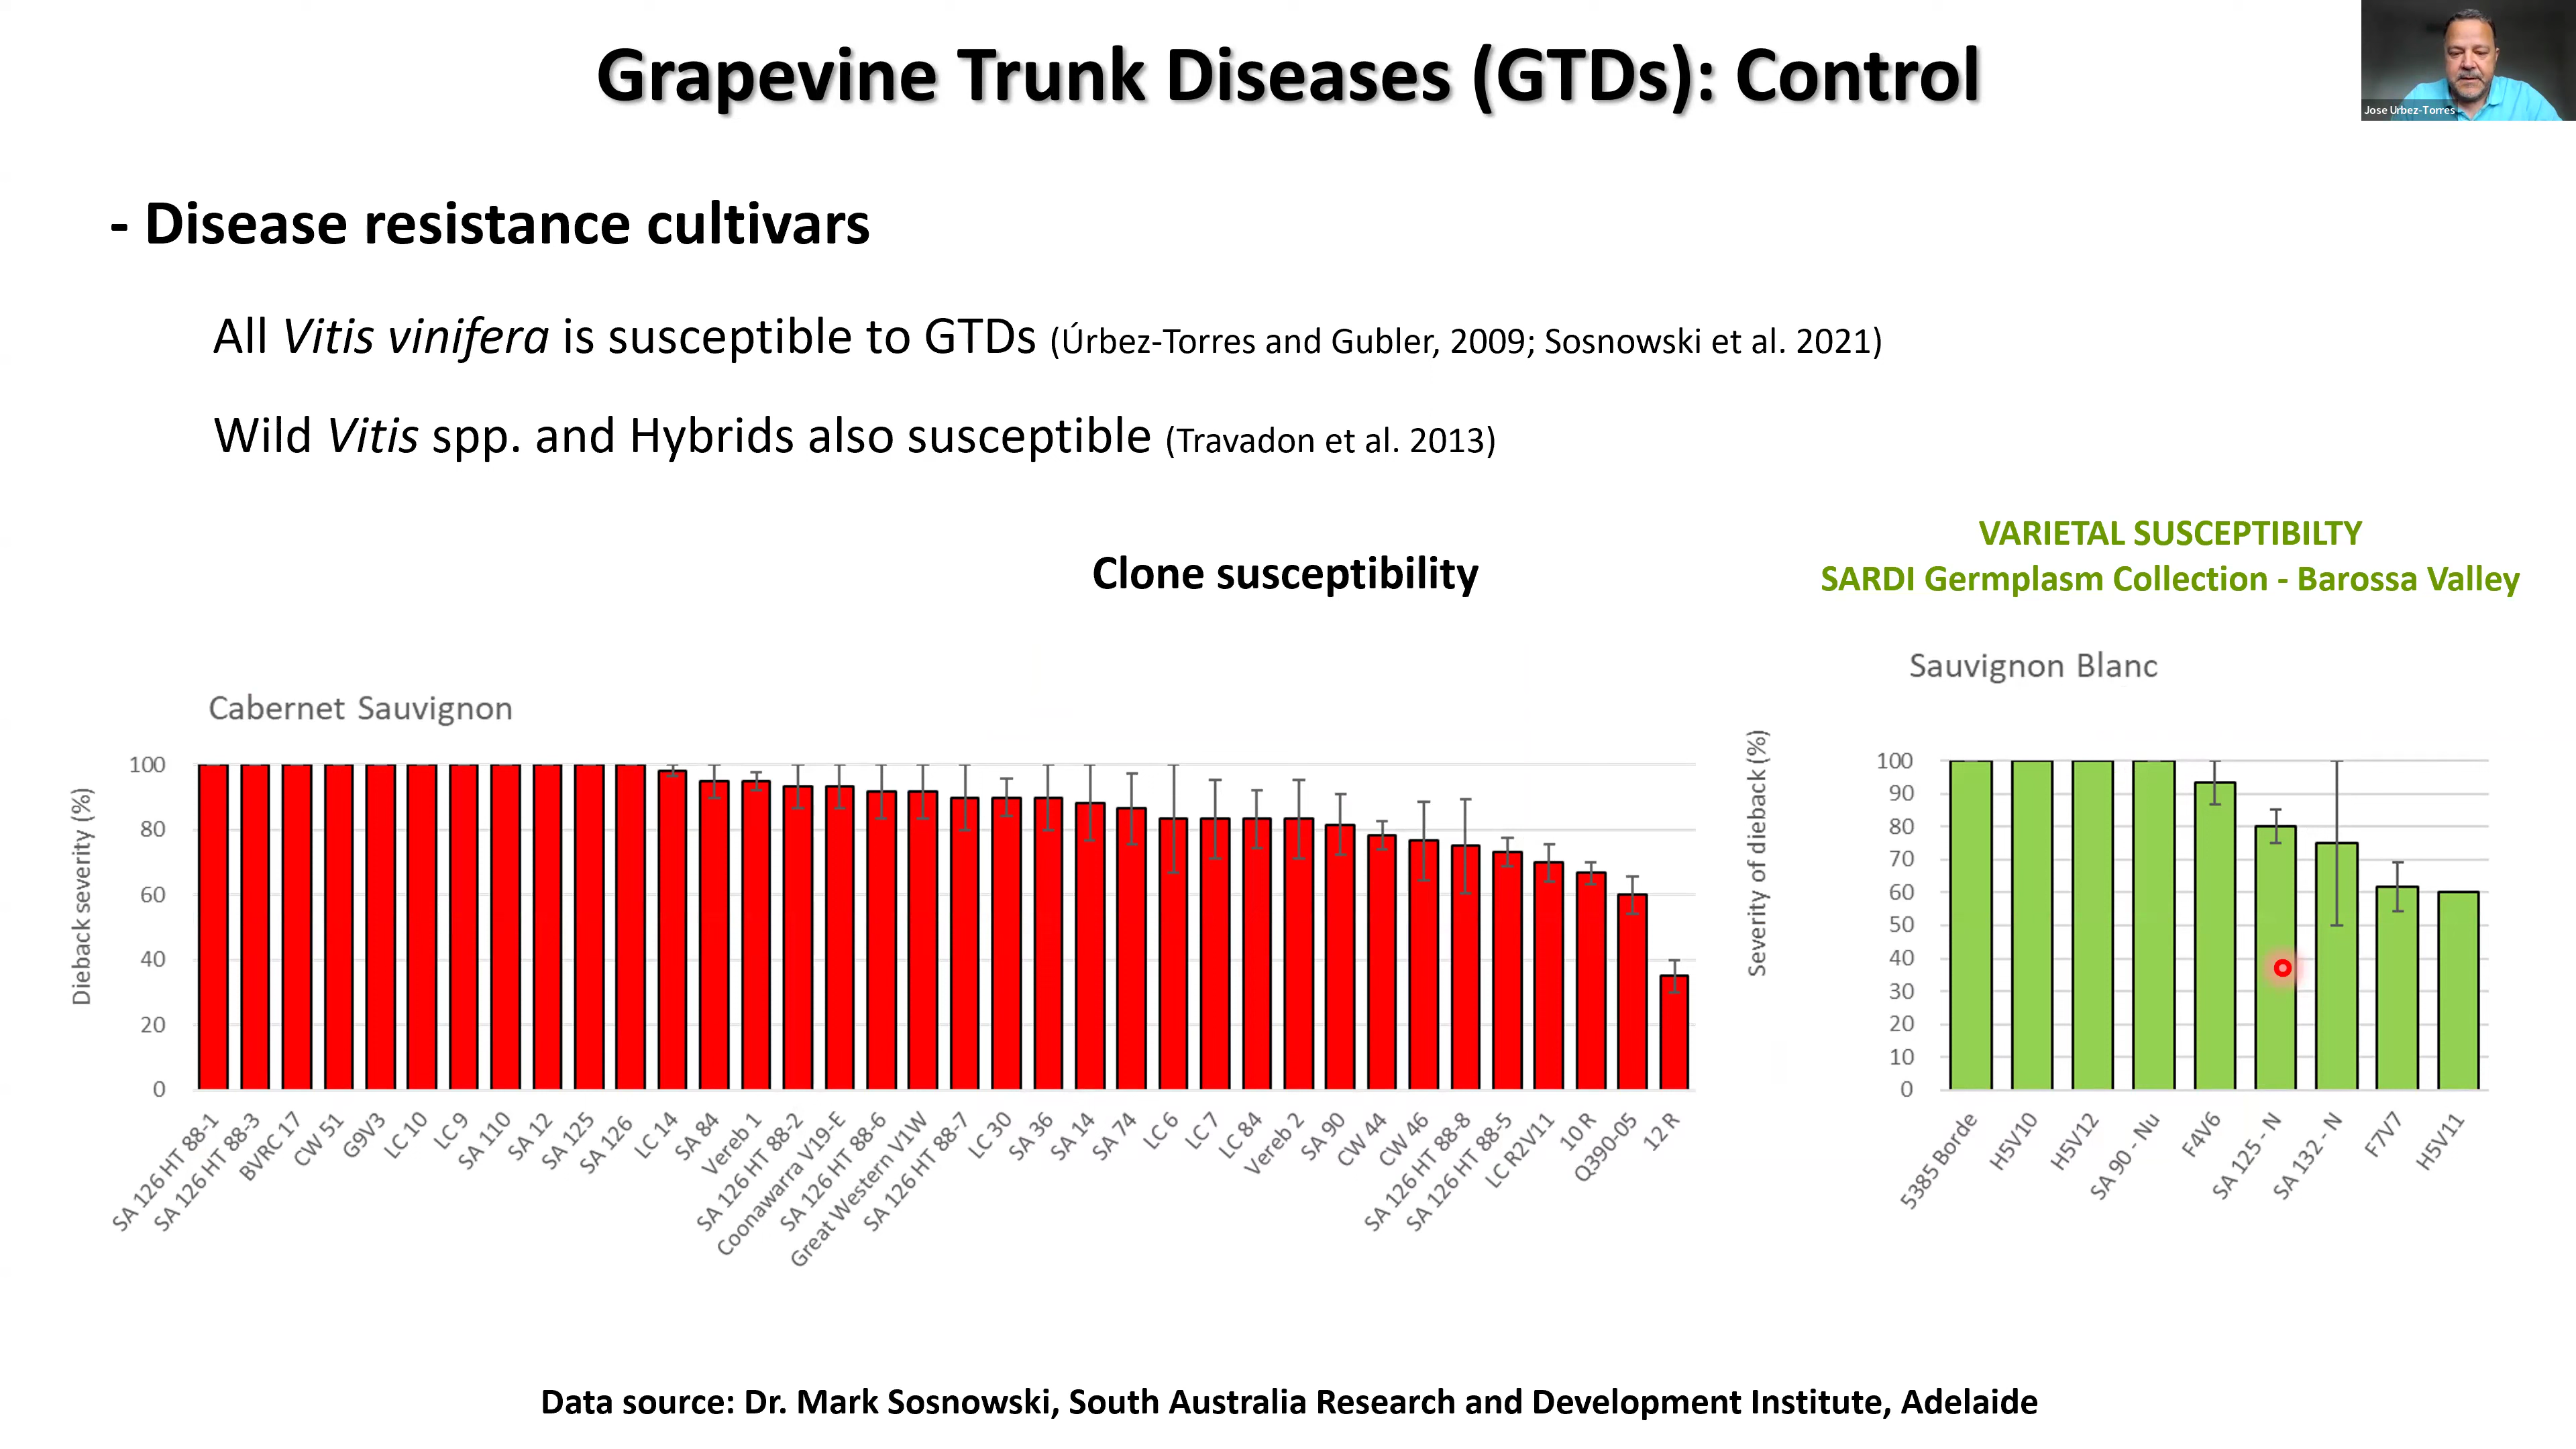 Grapevine Trunk Diseases (GTDs): Control
Jose Urbez-Torres
- Disease resistance cultivars
All Vitis vinifera is susceptible to GTDs (Úrbez-Torres and Gubler, 2009; Sosnowski et al. 2021)
Wild Vitis spp. and Hybrids also susceptible (Travadon et al. 2013)
Clone susceptibility
VARIETAL SUSCEPTIBILTY
SARDI Germplasm Collection - Barossa Valley
Cabernet Sauvignon
Dieback severity (%)
100
80
60
40
20
0
SA 126 HT 88-1
SA 126 HT 88-3
BVRC 17
CW 51
G9V3
LC 10
LC 9
SA 110
SA 12
SA 125
SA 126
LC 14
SA 84
Vereb 1
SA 126 HT 88-2
Coonawarra V19-E
SA 126 HT 88-6
Great Western V1W
SA 126 HT 88-7
LC 30
SA 36
SA 14
SA 74
LC 6
LC 7
LC 84
Vereb 2
SA 90
CW 44
CW 46
SA 126 HT 88-8
SA 126 HT 88-5
LC R2V11
10 R
Q390-05
12 R
Sauvignon Blanc
Severity of dieback (%)
100
90
80
70
60
50
40
30
20
10
0
5385 Borde
H5V10
H5V12
SA 90 - Nu
F4V6
SA 125 - N
SA 132 - N
F7V7
H5V11
Data source: Dr. Mark Sosnowski, South Australia Research and Development Institute, Adelaide